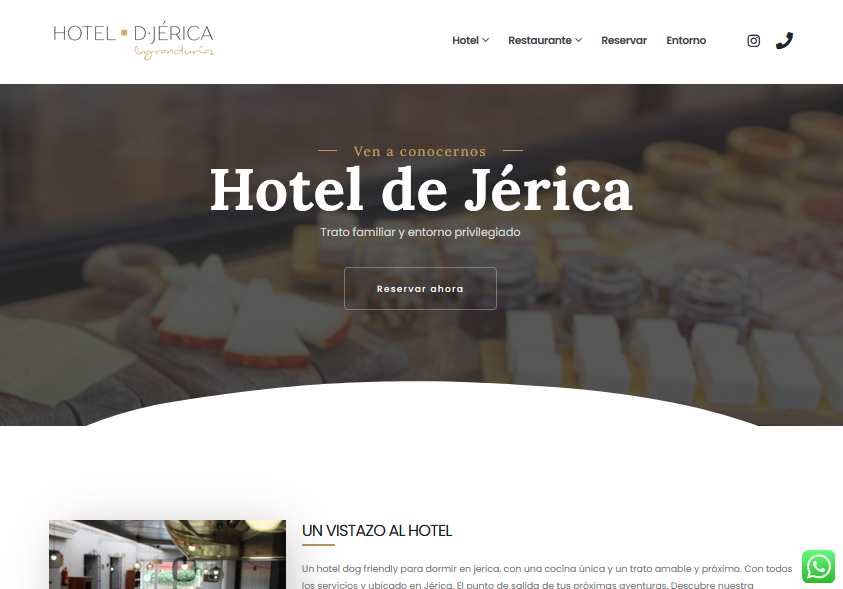 HOTEL D·JÉRICA
byrandurías
Hotel
Restaurante
Reservar
Entorno
Ven a conocernos
Hotel de Jérica
Trato familiar y entorno privilegiado
Reservar ahora
UN VISTAZO AL HOTEL
Un hotel dog friendly para dormir en jerica, con una cocina única y un trato amable y próximo. Con todos
los servicios y ubicado en Jérica. El punto de salida de tus próximas aventuras. Descubre nuestra